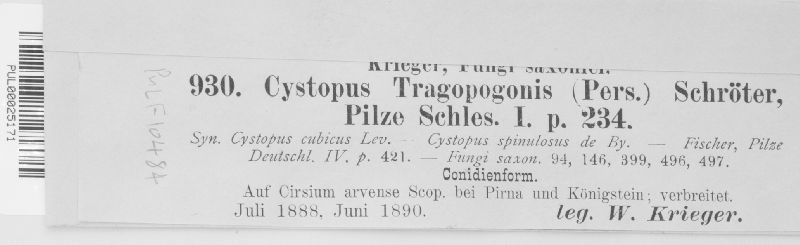 Krieger, Fungi saxonici.
930. Cystopus Tragopogonis (Pers.) Schröter,
Pilze Schles. I. p. 234.
Syn. Cystopus cubicus Lev. — Cystopus spinulosus de By. — Fischer, Pilze
Deutschl. IV. p. 421. — Fungi saxon. 94, 146, 399, 496, 497.
Conidienform.
Auf Cirsium arvense Scop. bei Pirna und Königstein; verbreitet.
Juli 1888, Juni 1890. leg. W. Krieger.
PUL00025171
PULF10484